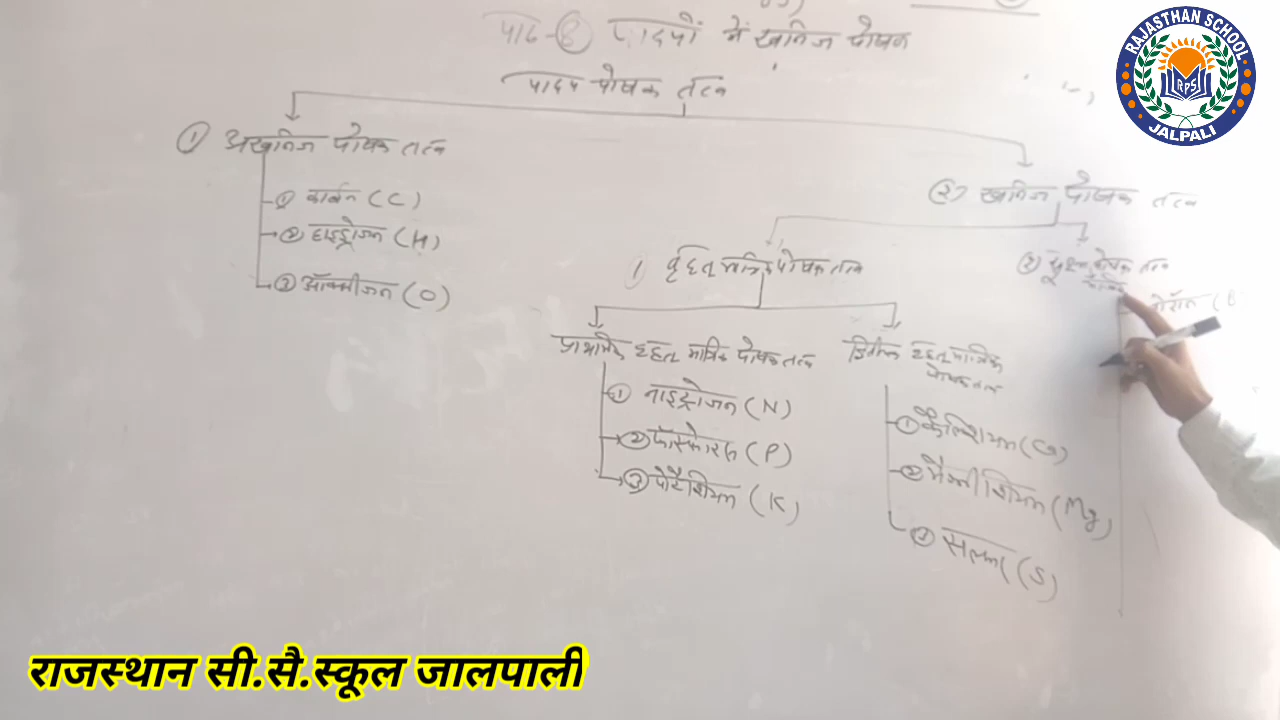 पाठ-6 पादपों में खनिज पोषण
पादप पोषक तत्व
① अखनिज पोषक तत्व
① कार्बन (C)
② हाइड्रोजन (H)
③ ऑक्सीजन (O)
② खनिज पोषक तत्व
1 वृहत मात्रिक पोषक तत्व
② सूक्ष्म पोषक तत्व
मात्रिक
बोरॉन (B
प्राथमिक वृहत मात्रिक पोषक तत्व
① नाइट्रोजन (N)
② फॉस्फोरस (P)
③ पोटैशियम (K)
द्वितीयक वृहत मात्रिक
पोषक तत्व
① कैल्शियम (Ca)
② मैग्नीशियम (Mg)
③ सल्फर (S)
RAJASTHAN SCHOOL
RPS
JALPALI
राजस्थान सी.सै.स्कूल जालपाली